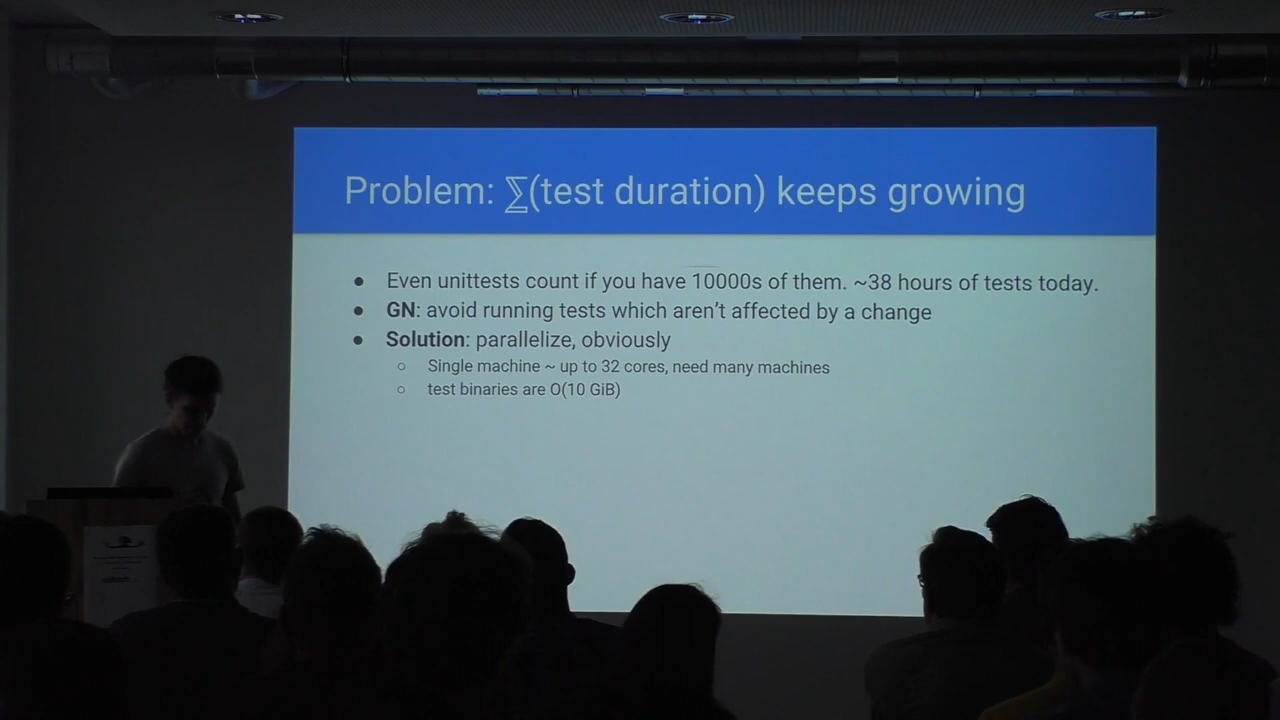 Problem: ∑(test duration) keeps growing
● Even unittests count if you have 10000s of them. ~38 hours of tests today.
● GN: avoid running tests which aren't affected by a change
● Solution: parallelize, obviously
○ Single machine ~ up to 32 cores, need many machines
○ test binaries are O(10 GiB)